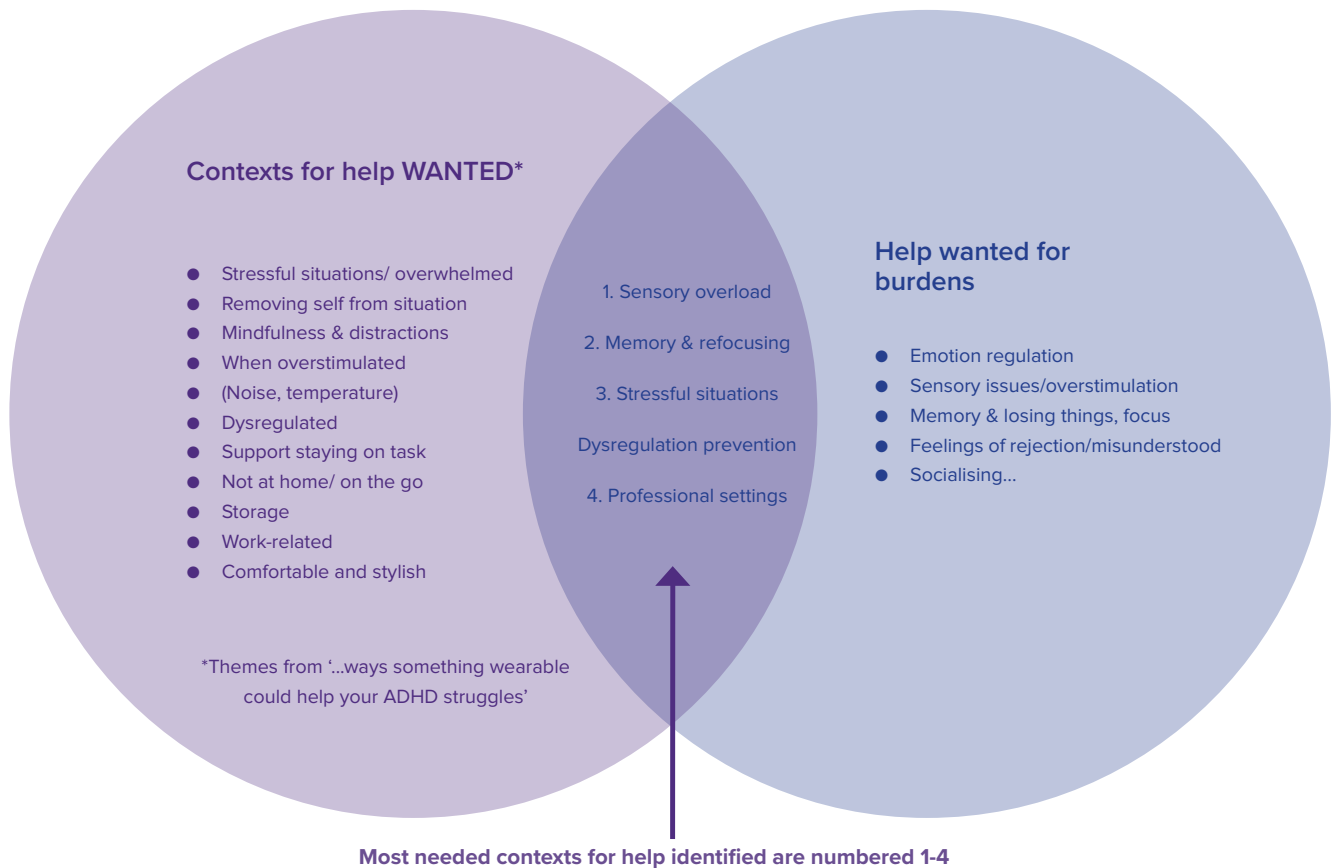 Contexts for help WANTED*
● Stressful situations/ overwhelmed
● Removing self from situation
● Mindfulness & distractions
● When overstimulated
● (Noise, temperature)
● Dysregulated
● Support staying on task
● Not at home/ on the go
● Storage
● Work-related
● Comfortable and stylish
*Themes from ‘...ways something wearable
could help your ADHD struggles’
1. Sensory overload
2. Memory & refocusing
3. Stressful situations
Dysregulation prevention
4. Professional settings
Help wanted for
burdens
● Emotion regulation
● Sensory issues/overstimulation
● Memory & losing things, focus
● Feelings of rejection/misunderstood
● Socialising...
Most needed contexts for help identified are numbered 1-4